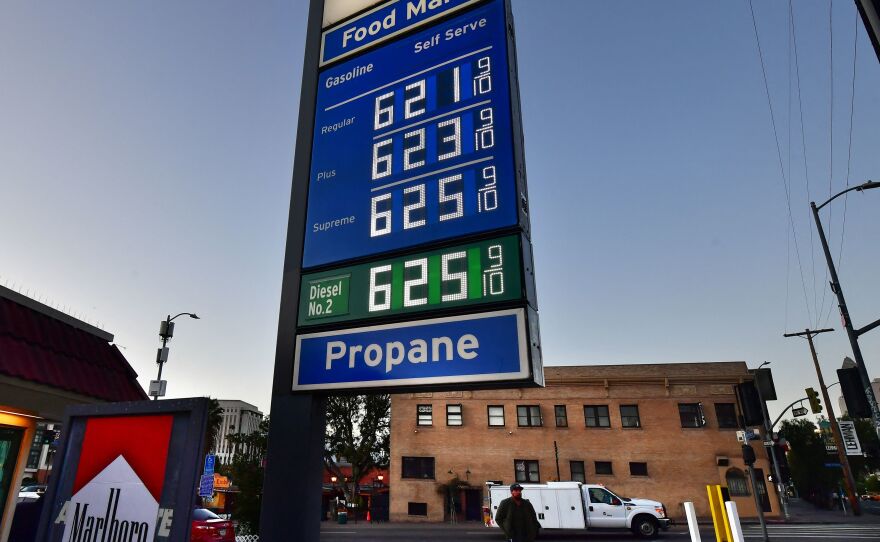 Food Ma
Self Serve
Gasoline
Regular 6 21 9/10
Plus 6 23 9/10
Supreme 6 25 9/10
Diesel No.2 6 25 9/10
Propane
Marlboro